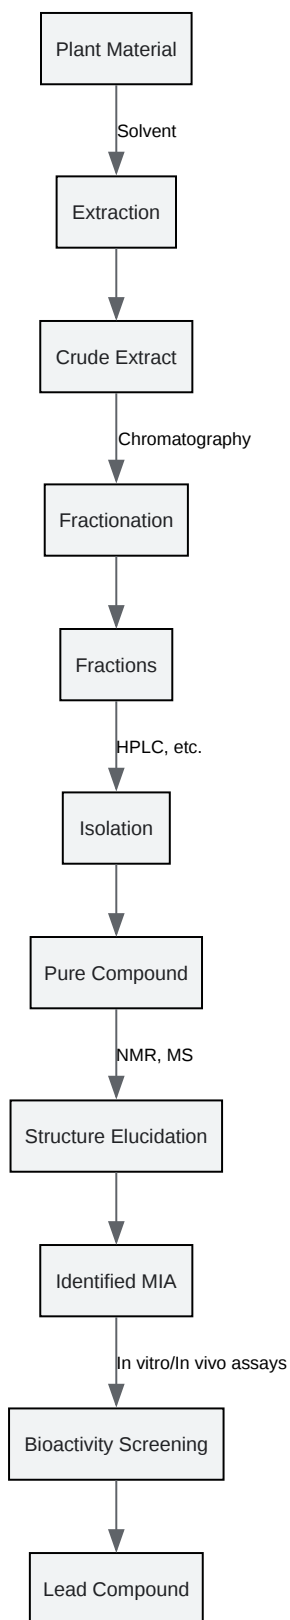 Plant Material
Solvent
Extraction
Crude Extract
Chromatography
Fractionation
Fractions
HPLC, etc.
Isolation
Pure Compound
NMR, MS
Structure Elucidation
Identified MIA
In vitro/In vivo assays
Bioactivity Screening
Lead Compound